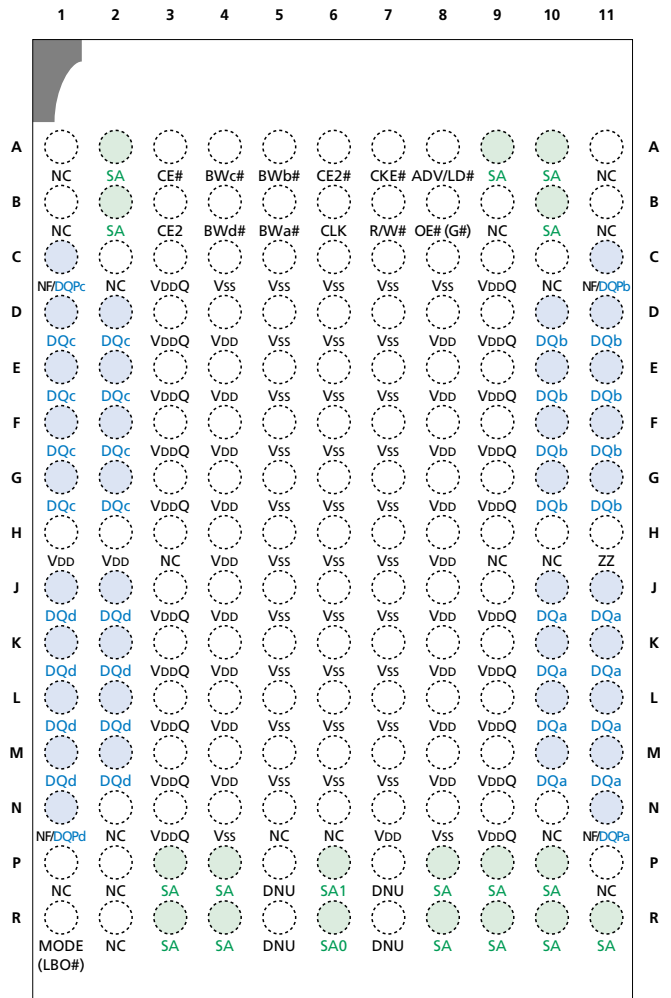 1 2 3 4 5 6 7 8 9 10 11
A A
NC SA CE# BWc# BWb# CE2# CKE# ADV/LD# SA SA NC
B B
NC SA CE2 BWd# BWa# CLK R/W# OE# (G#) NC SA NC
C C
NF/DQPc NC VDDQ VSS VSS VSS VSS VSS VDDQ NC NF/DQPb
D D
DQc DQc VDDQ VDD VSS VSS VSS VDD VDDQ DQb DQb
E E
DQc DQc VDDQ VDD VSS VSS VSS VDD VDDQ DQb DQb
F F
DQc DQc VDDQ VDD VSS VSS VSS VDD VDDQ DQb DQb
G G
DQc DQc VDDQ VDD VSS VSS VSS VDD VDDQ DQb DQb
H H
VDD VDD NC VDD VSS VSS VSS VDD NC NC ZZ
J J
DQd DQd VDDQ VDD VSS VSS VSS VDD VDDQ DQa DQa
K K
DQd DQd VDDQ VDD VSS VSS VSS VDD VDDQ DQa DQa
L L
DQd DQd VDDQ VDD VSS VSS VSS VDD VDDQ DQa DQa
M M
DQd DQd VDDQ VDD VSS VSS VSS VDD VDDQ DQa DQa
N N
NF/DQPd NC VDDQ VSS NC NC VDD VSS VDDQ NC NF/DQPa
P P
NC NC SA SA DNU SA1 DNU SA SA SA NC
R R
MODE NC SA SA DNU SA0 DNU SA SA SA SA
(LBO#)